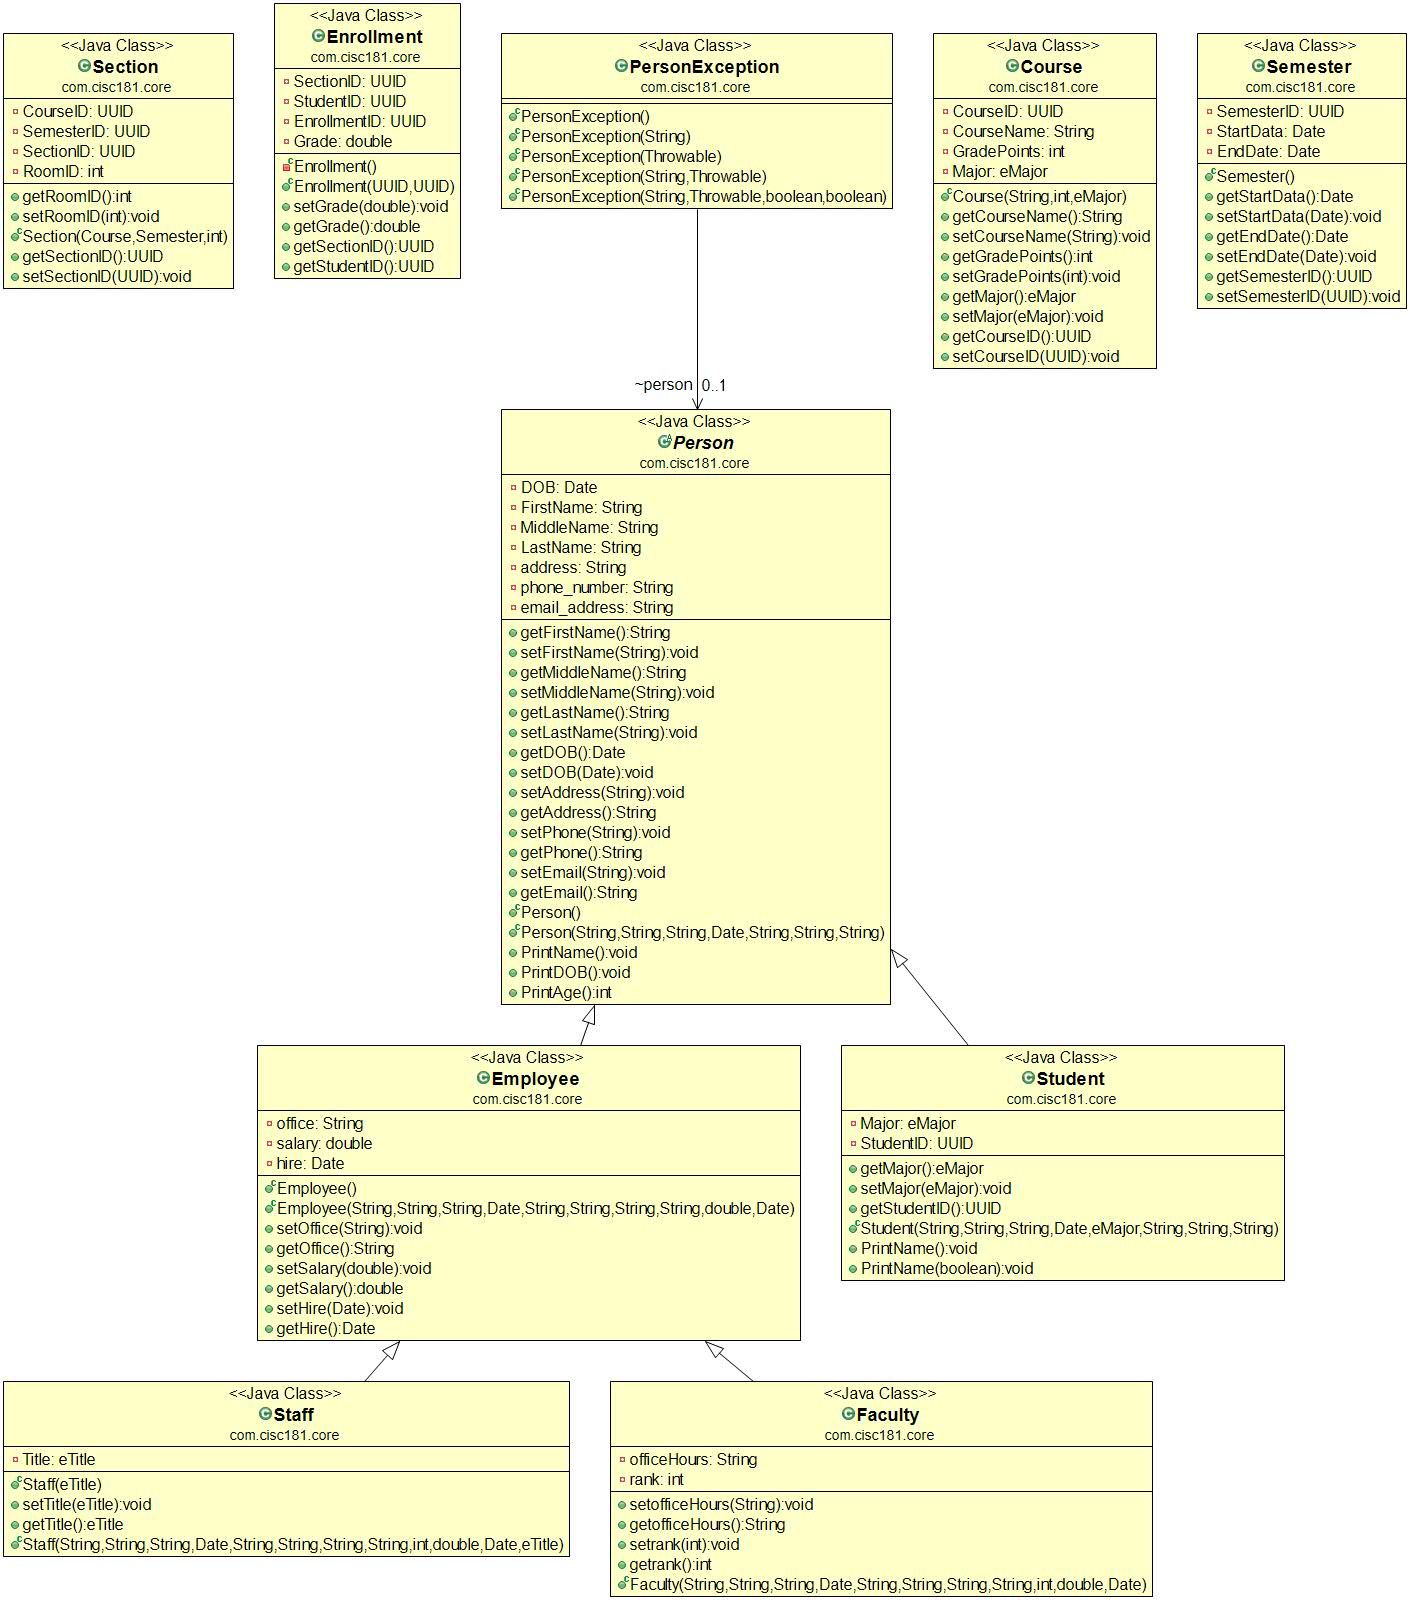 <<Java Class>>
Section
com.cisc181.core
CourseID: UUID
SemesterID: UUID
SectionID: UUID
RoomID: int
getRoomID():int
setRoomID(int):void
Section(Course,Semester,int)
getSectionID():UUID
setSectionID(UUID):void
<<Java Class>>
Enrollment
com.cisc181.core
SectionID: UUID
StudentID: UUID
EnrollmentID: UUID
Grade: double
Enrollment()
Enrollment(UUID,UUID)
setGrade(double):void
getGrade():double
getSectionID():UUID
getStudentID():UUID
<<Java Class>>
PersonException
com.cisc181.core
PersonException()
PersonException(String)
PersonException(Throwable)
PersonException(String,Throwable)
PersonException(String,Throwable,boolean,boolean)
<<Java Class>>
Course
com.cisc181.core
CourseID: UUID
CourseName: String
GradePoints: int
Major: eMajor
Course(String,int,eMajor)
getCourseName():String
setCourseName(String):void
getGradePoints():int
setGradePoints(int):void
getMajor():eMajor
setMajor(eMajor):void
getCourseID():UUID
setCourseID(UUID):void
<<Java Class>>
Semester
com.cisc181.core
SemesterID: UUID
StartData: Date
EndDate: Date
Semester()
getStartData():Date
setStartData(Date):void
getEndDate():Date
setEndDate(Date):void
getSemesterID():UUID
setSemesterID(UUID):void
~person 0..1
<<Java Class>>
Person
com.cisc181.core
DOB: Date
FirstName: String
MiddleName: String
LastName: String
address: String
phone_number: String
email_address: String
getFirstName():String
setFirstName(String):void
getMiddleName():String
setMiddleName(String):void
getLastName():String
setLastName(String):void
getDOB():Date
setDOB(Date):void
setAddress(String):void
getAddress():String
setPhone(String):void
getPhone():String
setEmail(String):void
getEmail():String
Person()
Person(String,String,String,Date,String,String,String)
PrintName():void
PrintDOB():void
PrintAge():int
<<Java Class>>
Employee
com.cisc181.core
office: String
salary: double
hire: Date
Employee()
Employee(String,String,String,Date,String,String,String,String,double,Date)
setOffice(String):void
getOffice():String
setSalary(double):void
getSalary():double
setHire(Date):void
getHire():Date
<<Java Class>>
Student
com.cisc181.core
Major: eMajor
StudentID: UUID
getMajor():eMajor
setMajor(eMajor):void
getStudentID():UUID
Student(String,String,String,Date,eMajor,String,String,String)
PrintName():void
PrintName(boolean):void
<<Java Class>>
Staff
com.cisc181.core
Title: eTitle
Staff(eTitle)
setTitle(eTitle):void
getTitle():eTitle
Staff(String,String,String,Date,String,String,String,String,int,double,Date,eTitle)
<<Java Class>>
Faculty
com.cisc181.core
officeHours: String
rank: int
setofficeHours(String):void
getofficeHours():String
setrank(int):void
getrank():int
Faculty(String,String,String,Date,String,String,String,String,int,double,Date)